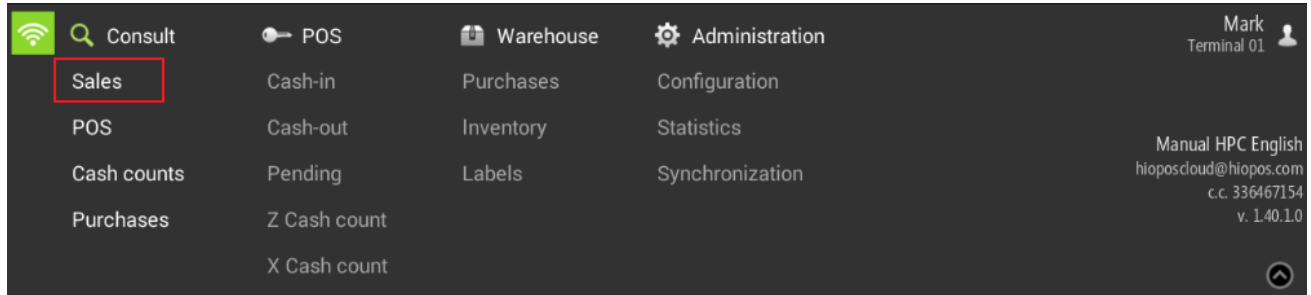 Consult
Sales
POS
Cash counts
Purchases
POS
Cash-in
Cash-out
Pending
Z Cash count
X Cash count
Warehouse
Purchases
Inventory
Labels
Administration
Configuration
Statistics
Synchronization
Mark
Terminal 01
Manual HPC English
hioposcloud@hiopos.com
c.c. 336467154
v. 1.40.1.0